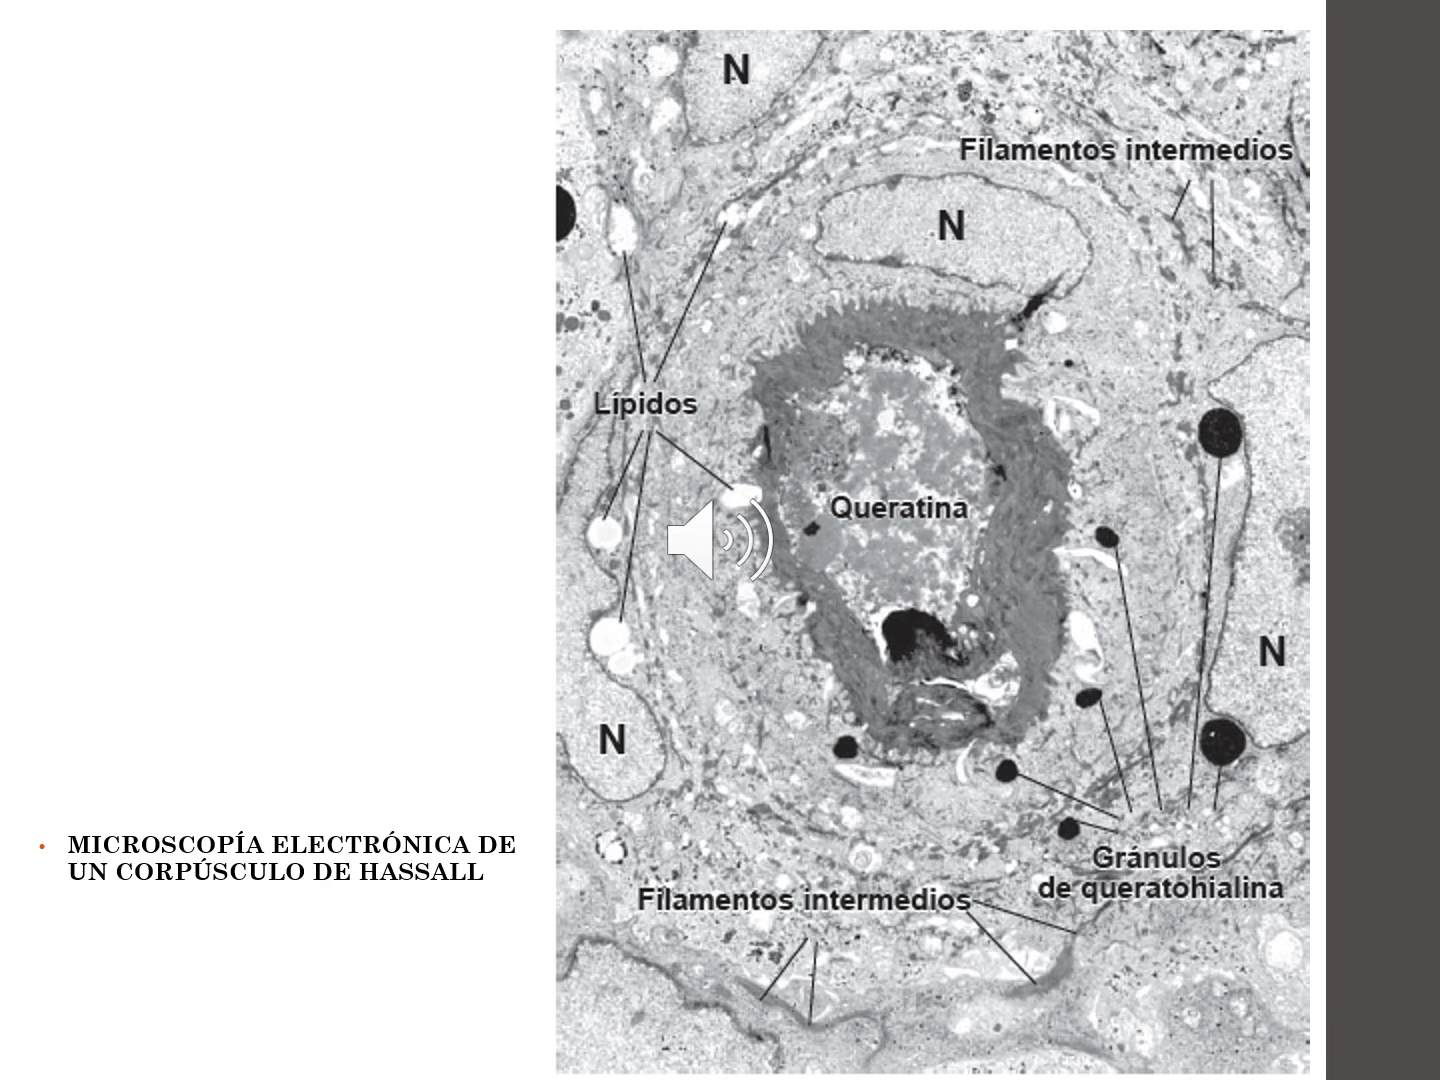 N
Filamentos intermedios
N
Lípidos
Queratina
N
N
• MICROSCOPÍA ELECTRÓNICA DE
UN CORPÚSCULO DE HASSALL
Gránulos
de queratohialina
Filamentos intermedios